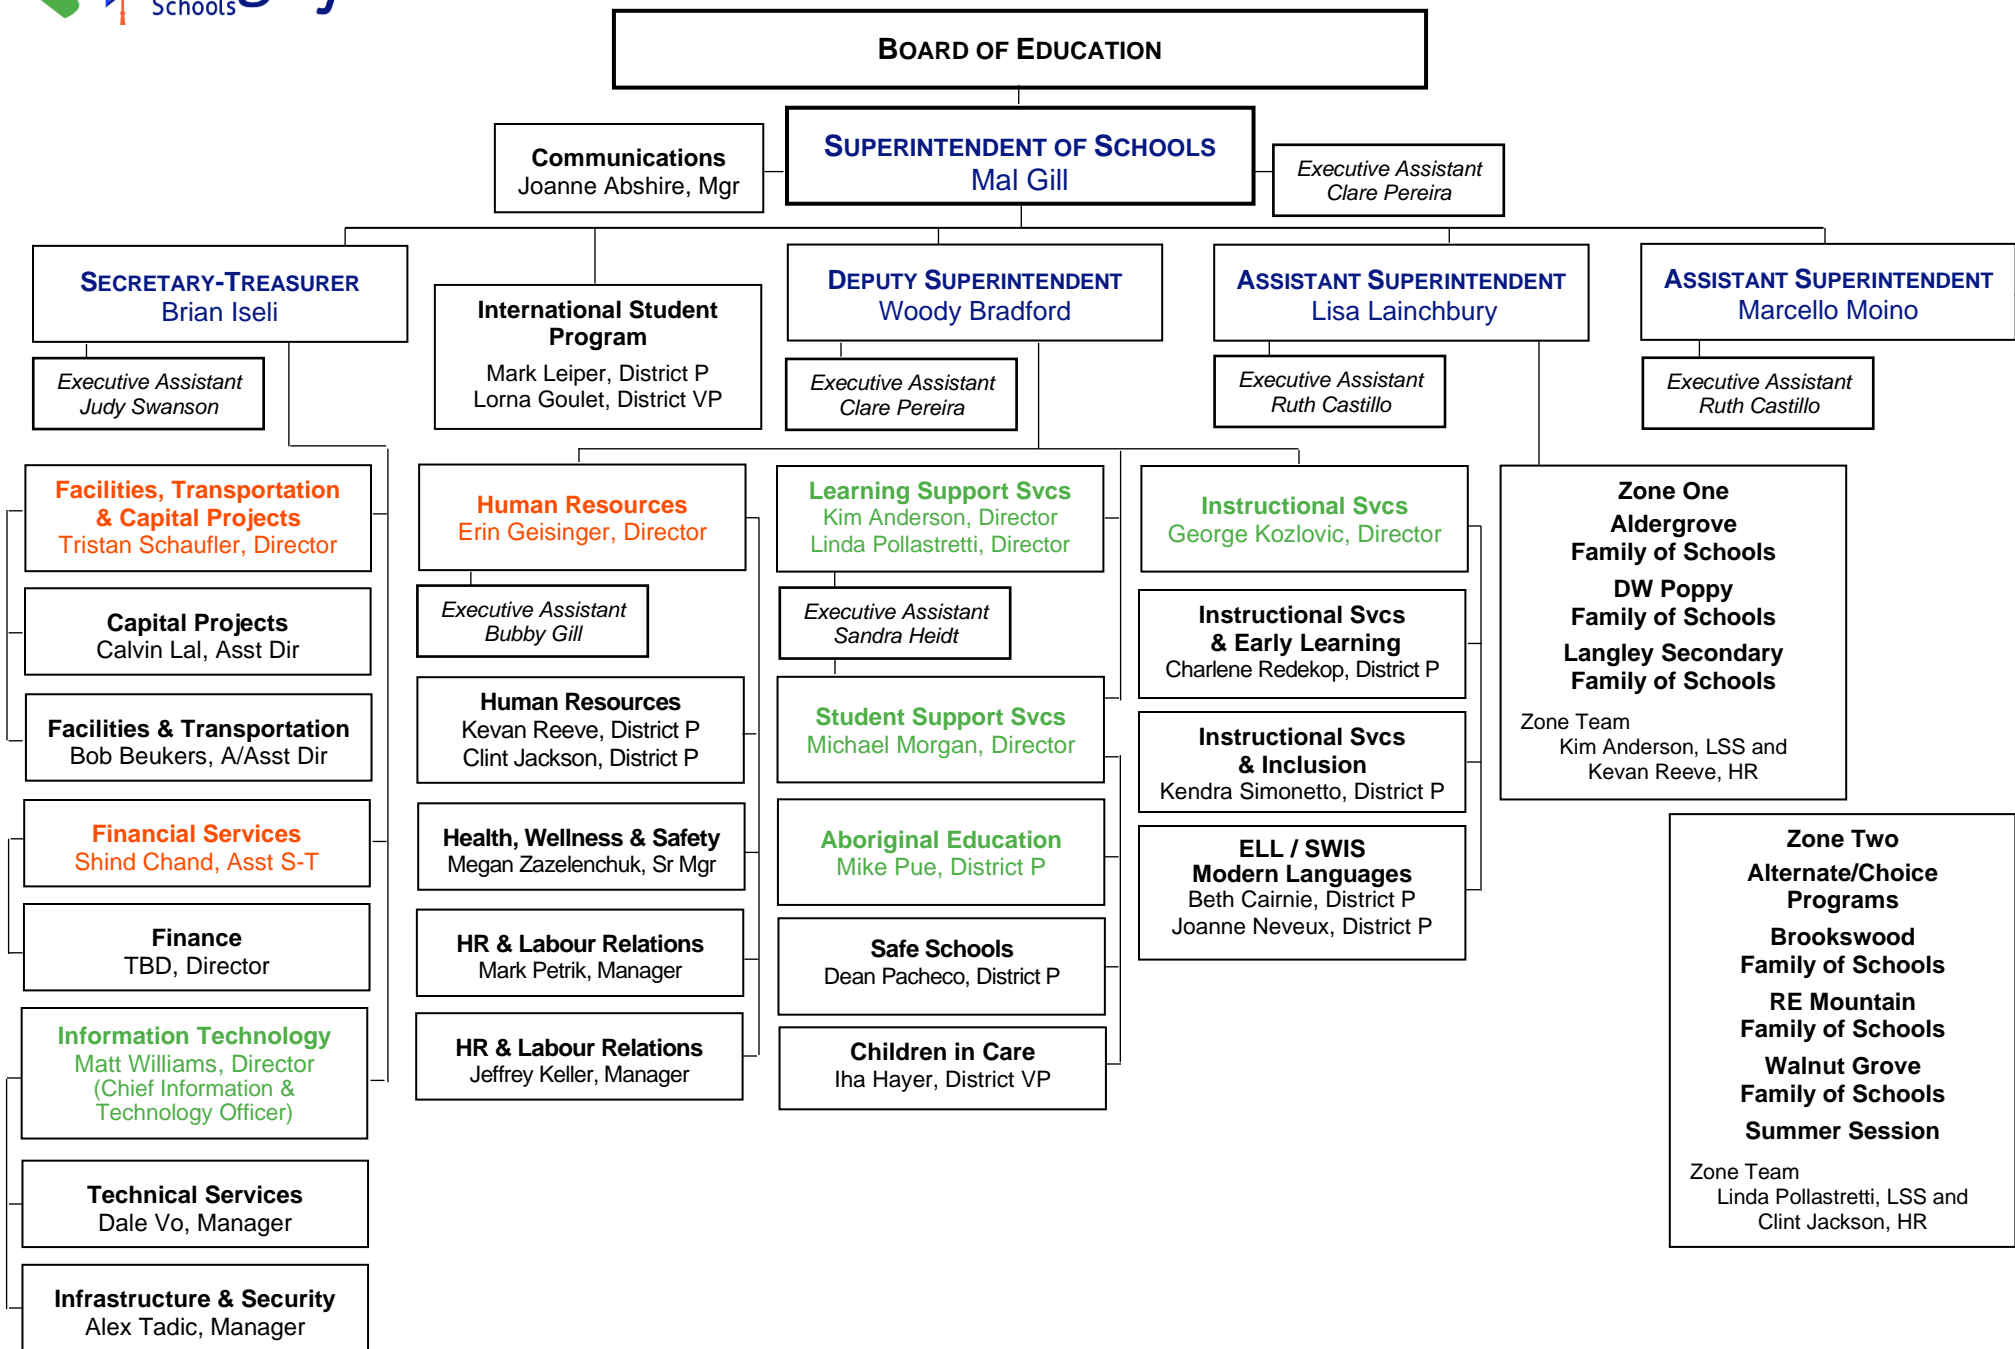 Schools
BOARD OF EDUCATION
SUPERINTENDENT OF SCHOOLS
Mal Gill
Communications
Joanne Abshire, Mgr
Executive Assistant
Clare Pereira
SECRETARY-TREASURER
Brian Iseli
Executive Assistant
Judy Swanson
International Student
Program
Mark Leiper, District P
Lorna Goulet, District VP
DEPUTY SUPERINTENDENT
Woody Bradford
Executive Assistant
Clare Pereira
ASSISTANT SUPERINTENDENT
Lisa Lainchbury
Executive Assistant
Ruth Castillo
ASSISTANT SUPERINTENDENT
Marcello Moino
Executive Assistant
Ruth Castillo
Facilities, Transportation
& Capital Projects
Tristan Schaufler, Director
Capital Projects
Calvin Lal, Asst Dir
Facilities & Transportation
Bob Beukers, A/Asst Dir
Financial Services
Shind Chand, Asst S-T
Finance
TBD, Director
Information Technology
Matt Williams, Director
(Chief Information &
Technology Officer)
Technical Services
Dale Vo, Manager
Infrastructure & Security
Alex Tadic, Manager
Human Resources
Erin Geisinger, Director
Executive Assistant
Bubby Gill
Human Resources
Kevan Reeve, District P
Clint Jackson, District P
Health, Wellness & Safety
Megan Zazelenchuk, Sr Mgr
HR & Labour Relations
Mark Petrik, Manager
HR & Labour Relations
Jeffrey Keller, Manager
Learning Support Svcs
Kim Anderson, Director
Linda Pollastretti, Director
Executive Assistant
Sandra Heidt
Student Support Svcs
Michael Morgan, Director
Aboriginal Education
Mike Pue, District P
Safe Schools
Dean Pacheco, District P
Children in Care
Iha Hayer, District VP
Instructional Svcs
George Kozlovic, Director
Instructional Svcs
& Early Learning
Charlene Redekop, District P
Instructional Svcs
& Inclusion
Kendra Simonetto, District P
ELL / SWIS
Modern Languages
Beth Cairnie, District P
Joanne Neveux, District P
Zone One
Aldergrove
Family of Schools
DW Poppy
Family of Schools
Langley Secondary
Family of Schools
Zone Team
Kim Anderson, LSS and
Kevan Reeve, HR
Zone Two
Alternate/Choice
Programs
Brookswood
Family of Schools
RE Mountain
Family of Schools
Walnut Grove
Family of Schools
Summer Session
Zone Team
Linda Pollastretti, LSS and
Clint Jackson, HR